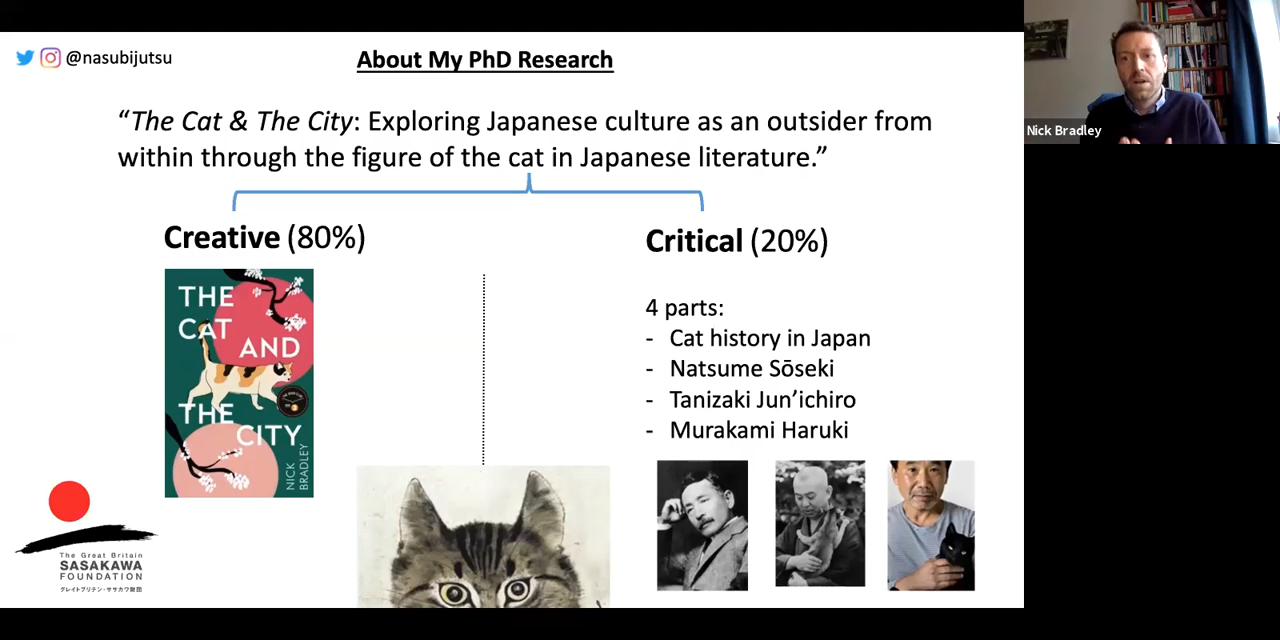 @nasubijutsu
About My PhD Research
“The Cat & The City: Exploring Japanese culture as an outsider from
within through the figure of the cat in Japanese literature.”
Creative (80%)
THE
CAT
AND
THE
CITY
NICK
BRADLEY
Critical (20%)
4 parts:
- Cat history in Japan
- Natsume Sōseki
- Tanizaki Jun’ichiro
- Murakami Haruki
The Great Britain
SASAKAWA
FOUNDATION
グレイトブリテン・ササカワ財団
Nick Bradley